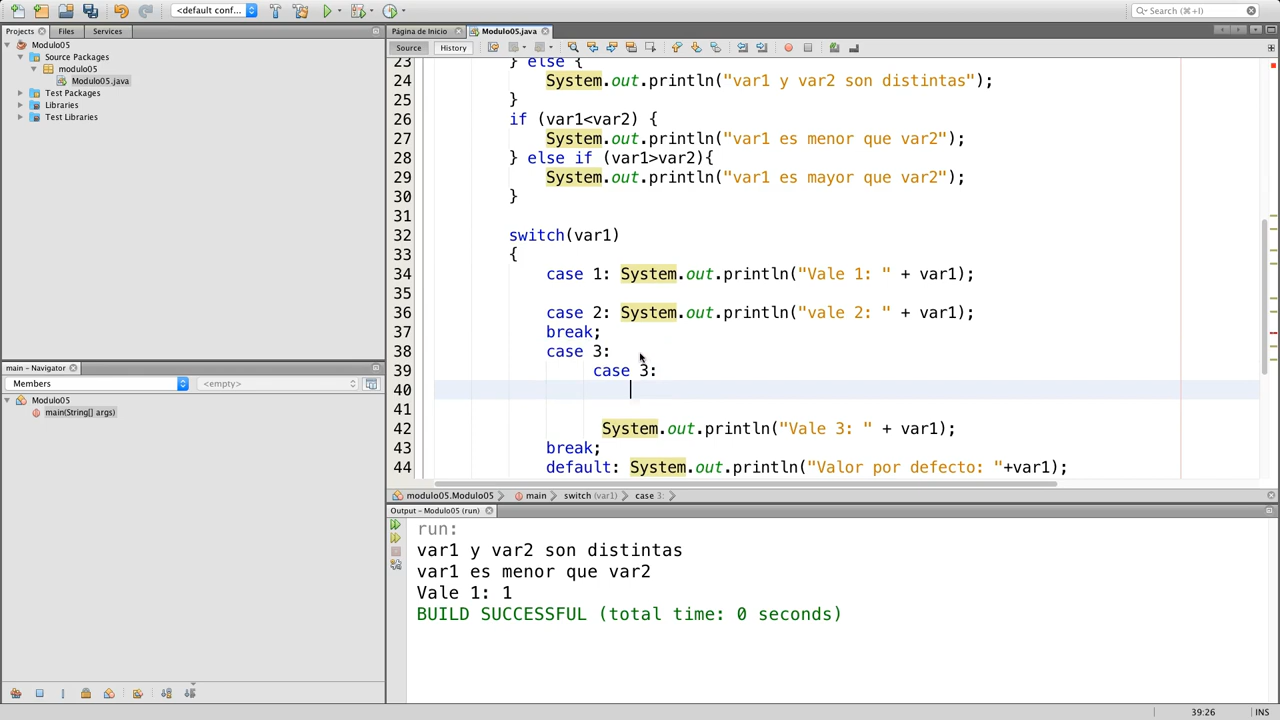 <default conf...
Search (⌘+I)
Projects
Files
Services
Página de Inicio
Modulo05.java
Modulo05
Source Packages
modulo05
Modulo05.java
Test Packages
Libraries
Test Libraries
Source
History
23 } else {
24 System.out.println("var1 y var2 son distintas");
25 }
26 if (var1<var2) {
27 System.out.println("var1 es menor que var2");
28 } else if (var1>var2){
29 System.out.println("var1 es mayor que var2");
30 }
31
32 switch(var1)
33 {
34 case 1: System.out.println("Vale 1: " + var1);
35
36 case 2: System.out.println("vale 2: " + var1);
37 break;
38 case 3:
39 case 3:
40
41
42 System.out.println("Vale 3: " + var1);
43 break;
44 default: System.out.println("Valor por defecto: "+var1);
main - Navigator
Members
<empty>
Modulo05
main(String[] args)
modulo05.Modulo05
main
switch (var1)
case 3:
Output - Modulo05 (run)
run:
var1 y var2 son distintas
var1 es menor que var2
Vale 1: 1
BUILD SUCCESSFUL (total time: 0 seconds)
39:26
INS